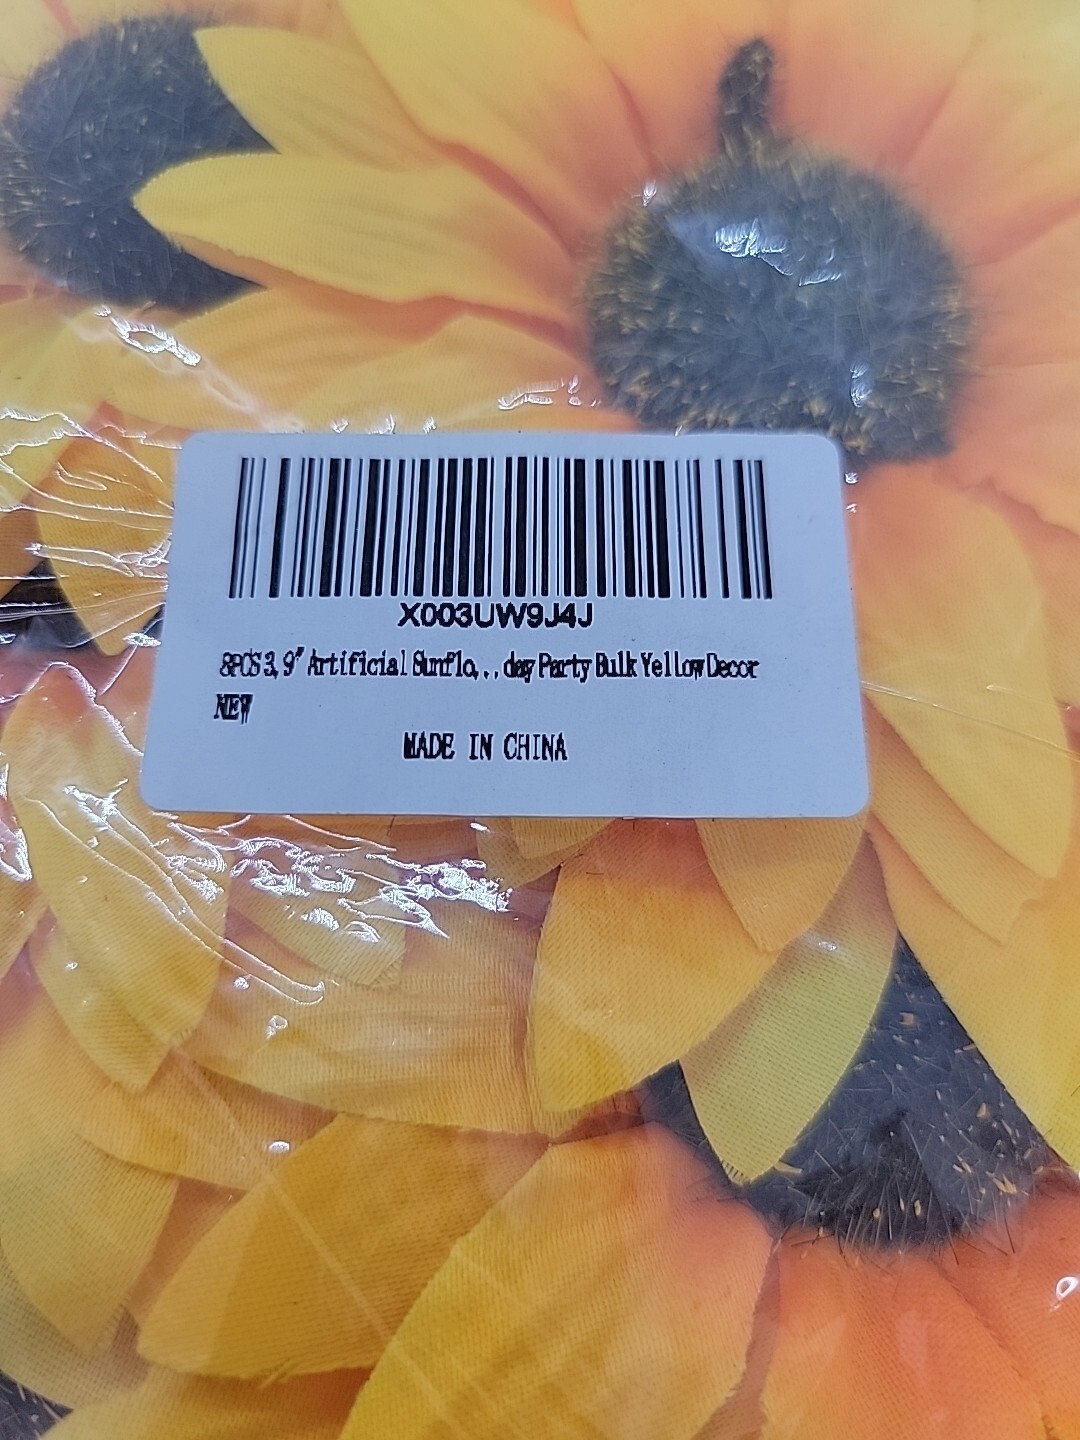 X003UW9J4J
8PCS 3.9" Artificial Sunflo...day Party Bulk Yellow Decor
NEW
MADE IN CHINA